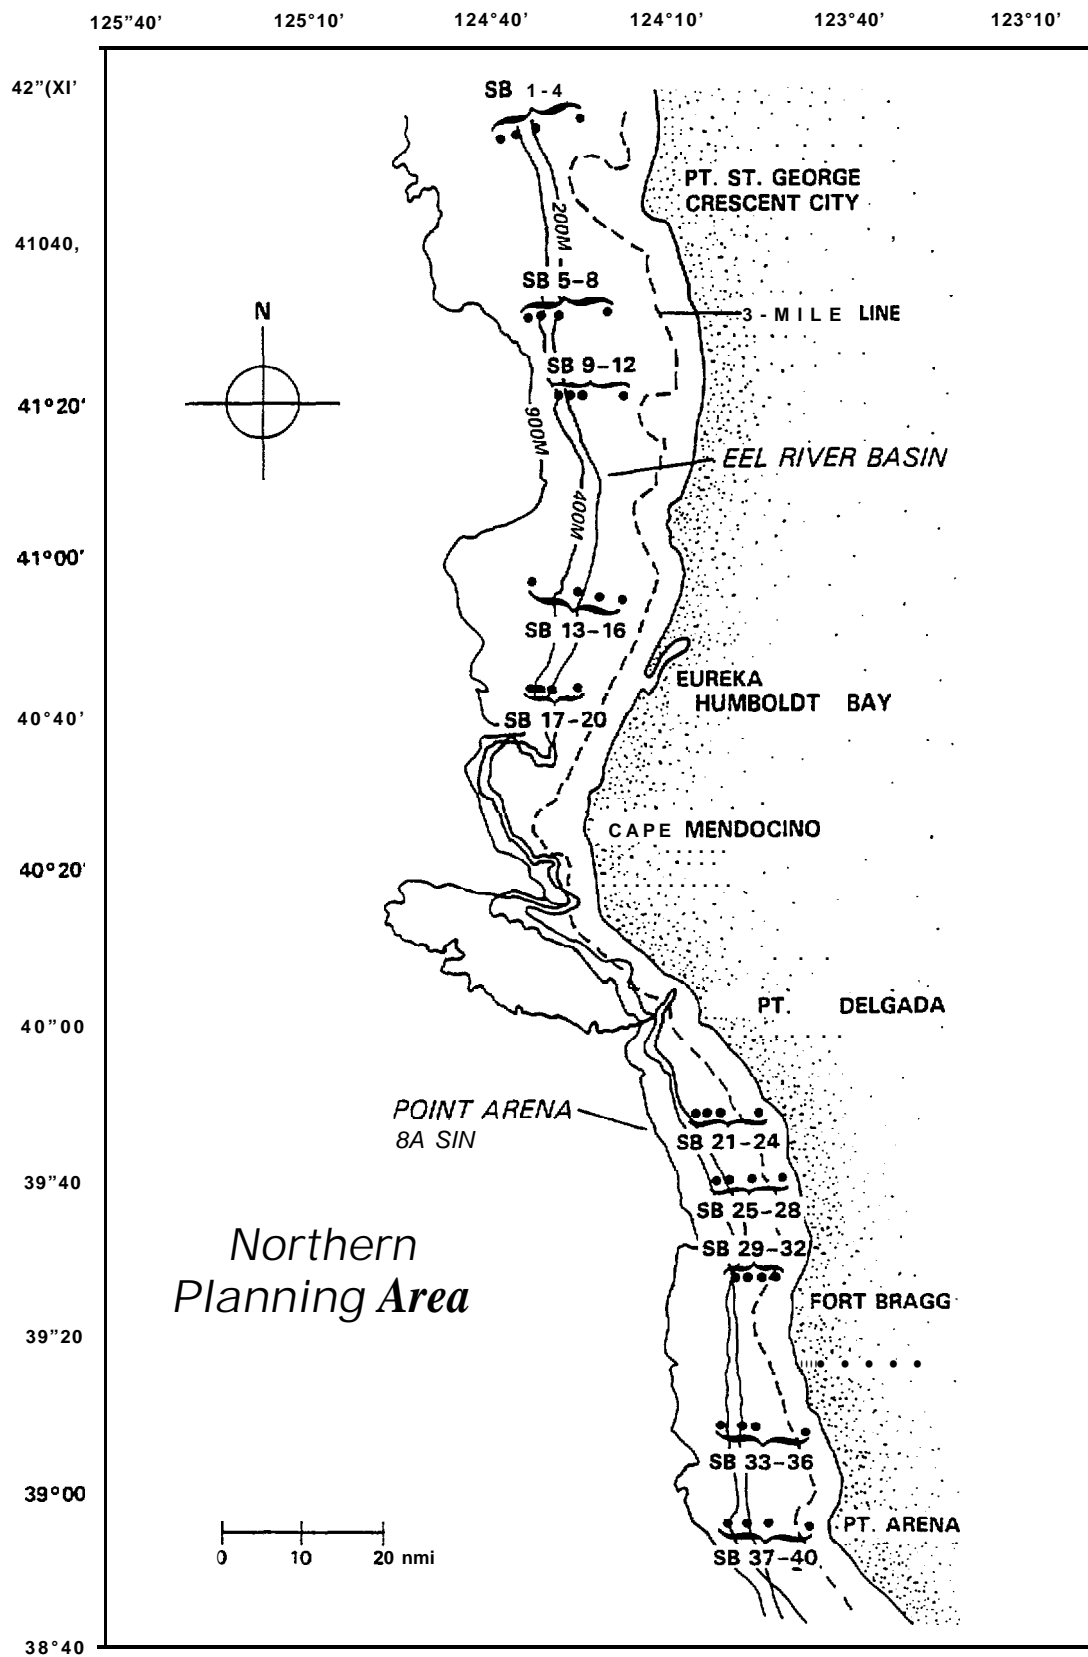 125"40' 125°10' 124°40' 124°10' 123°40' 123°10'
42"(XI'
SB 1-4
PT. ST. GEORGE
CRESCENT CITY
200M
41040,
SB 5-8
N
3-MILE LINE
SB 9-12
41°20'
900M
EEL RIVER BASIN
400M
41°00'
SB 13-16
EUREKA
HUMBOLDT BAY
40°40'
SB 17-20
CAPE MENDOCINO
40°20'
PT. DELGADA
40"00
POINT ARENA
8A SIN
SB 21-24
39"40
SB 25-28
Northern
Planning Area
SB 29-32
FORT BRAGG
39"20
SB 33-36
39°00
PT. ARENA
SB 37-40
0 10 20 nmi
38°40